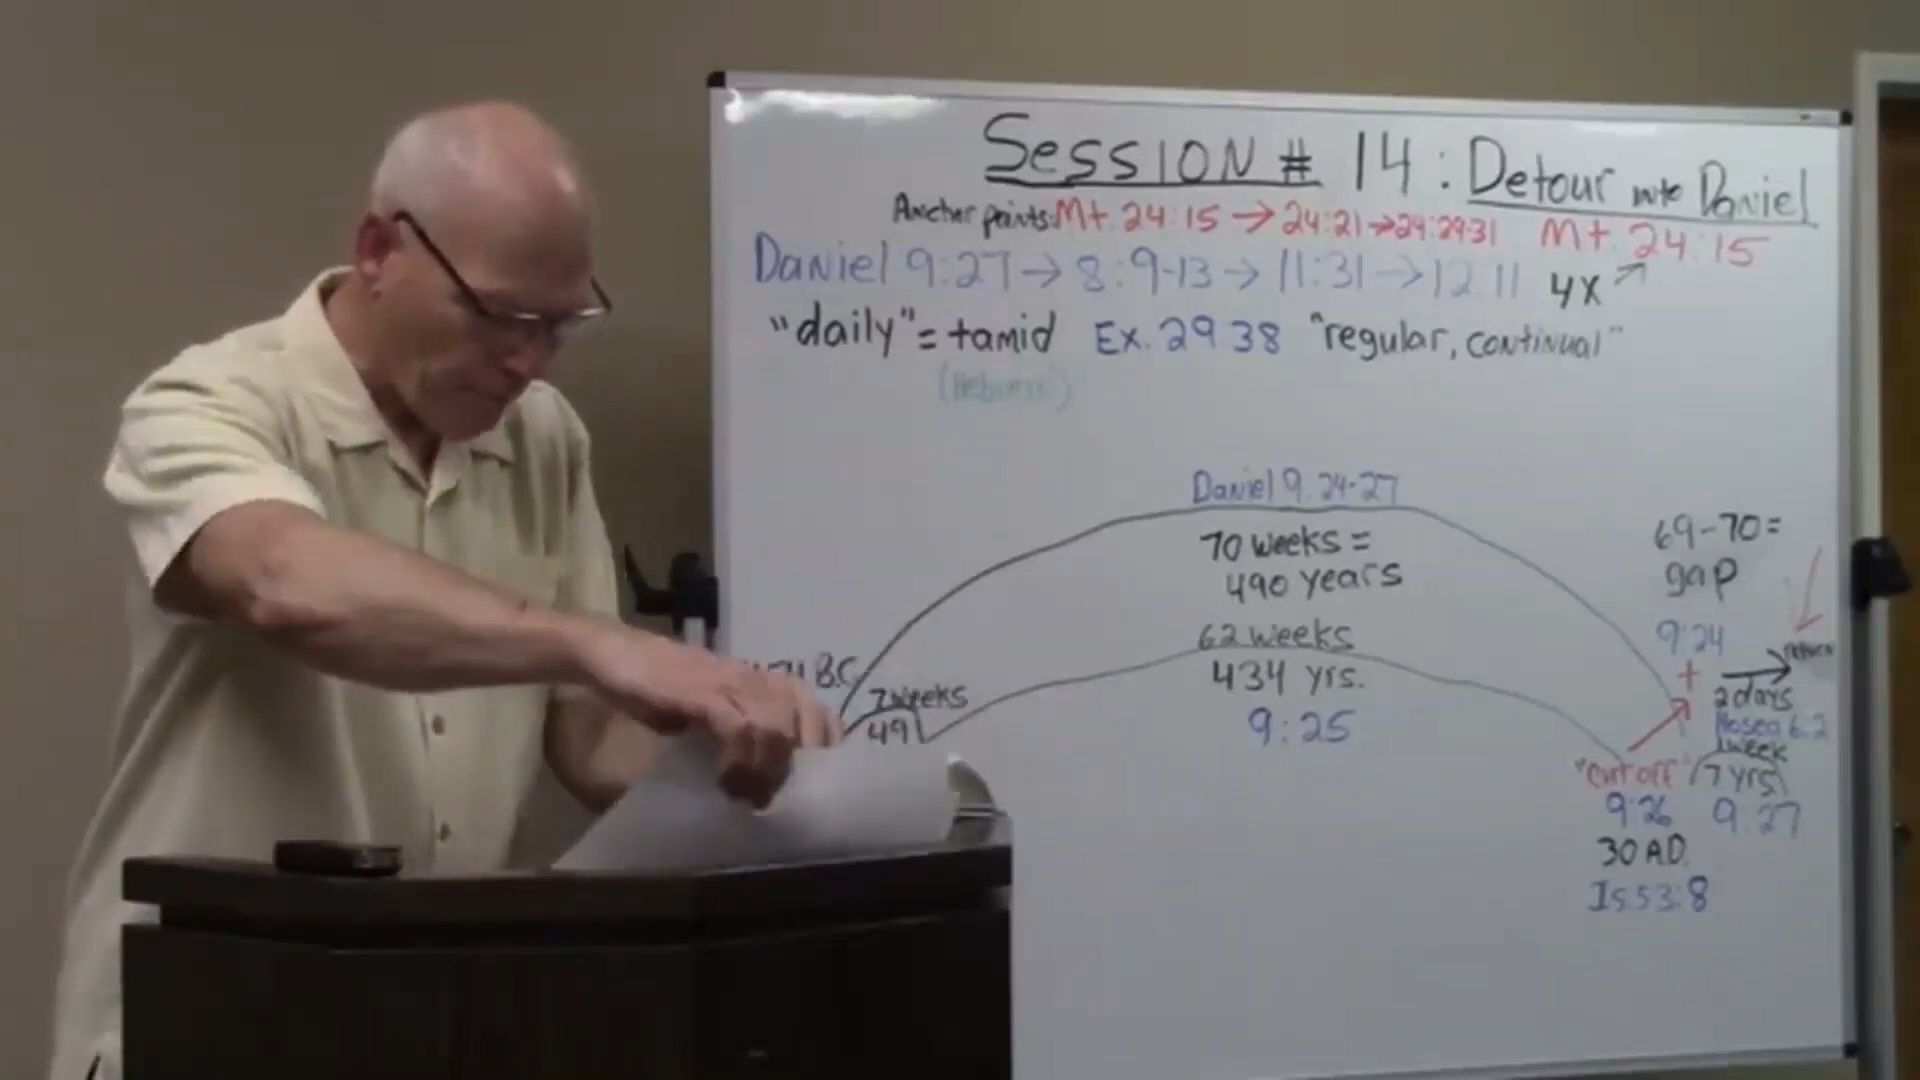 Session # 14 : Detour into Daniel
Anchor points: Mt. 24:15 → 24:21 → 24:29-31 Mt. 24:15
Daniel 9:27 → 8:9-13 → 11:31 → 12:11 4x
"daily" = tamid Ex. 29:38 "regular, continual"
(Hebrew)
Daniel 9:24-27
70 weeks =
490 years
69-70 =
gap
62 weeks
434 yrs.
9:25
B.C.
7 weeks
49
9:24
return
2 days
Hosea 6:2
1 week
"cut off" 7 yrs.
9:26 9:27
30 A.D.
Is 53:8